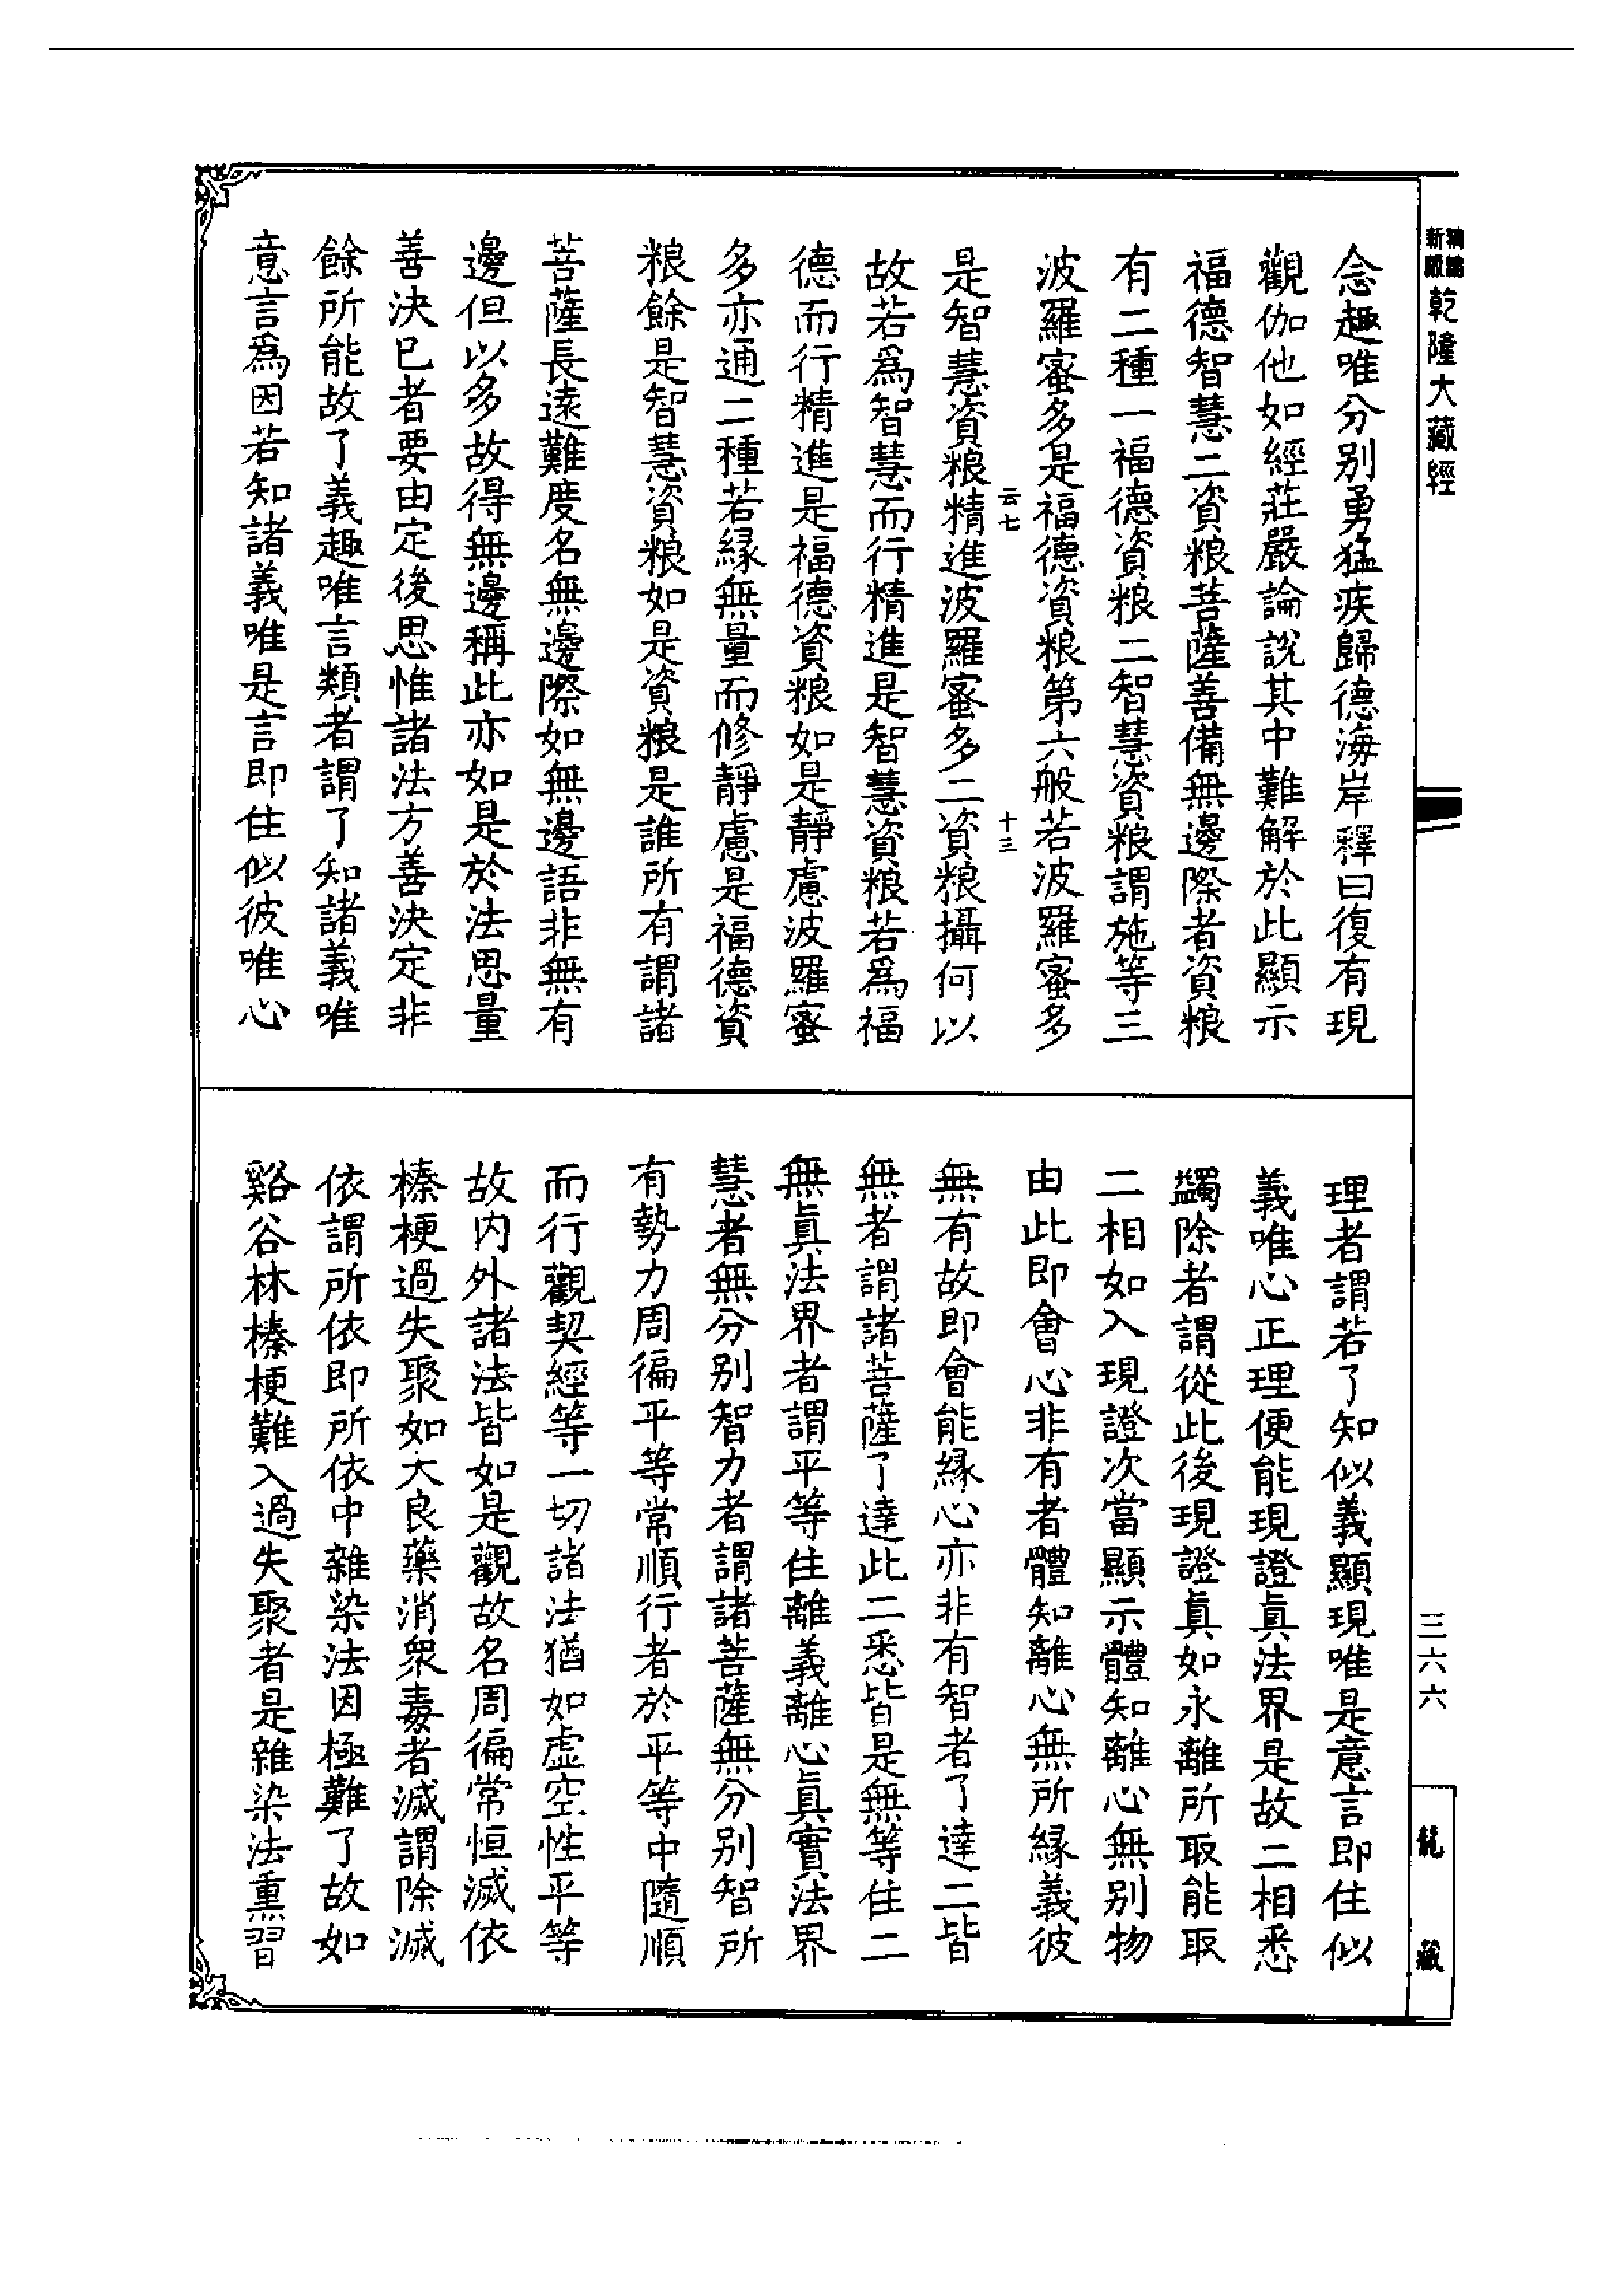 新編縮版 乾隆大藏經
念趣唯分別勇猛疾歸德海岸釋曰復有現
觀伽他如經莊嚴論說其中難解於此顯示
福德智慧二資粮菩薩善備無邊際者資粮
有二種一福德資粮二智慧資粮謂施等三
波羅蜜多是福德資粮第六般若波羅蜜多
云七 十三
是智慧資粮精進波羅蜜多二資粮攝何以
故若爲智慧而行精進是智慧資粮若爲福
德而行精進是福德資粮如是靜慮波羅蜜
多亦通二種若緣無量而修靜慮是福德資
粮餘是智慧資粮如是資粮是誰所有謂諸
菩薩長遠難度名無邊際如無邊語非無有
邊但以多故得無邊稱此亦如是於法思量
善決已者要由定後思惟諸法方善決定非
餘所能故了義趣唯言類者謂了知諸義唯
意言爲因若知諸義唯是言即住似彼唯心
理者謂若了知似義顯現唯是意言即住似
義唯心正理便能現證眞法界是故二相悉
蠲除者謂從此後現證眞如永離所取能取
二相如入現證次當顯示體知離心無別物
由此即會心非有者體知離心無所緣義彼
無有故即會能緣心亦非有智者了達二皆
無者謂諸菩薩了達此二悉皆是無等住二
無眞法界者謂平等住離義離心眞實法界
慧者無分別智力者謂諸菩薩無分別智所
有勢力周徧平等常順行者於平等中隨順
而行觀契經等一切諸法猶如虛空性平等
故内外諸法皆如是觀故名周徧常恒滅依
榛梗過失聚如大良藥消衆毒者滅謂除滅
依謂所依即所依中雜染法因極難了故如
谿谷林榛梗難入過失聚者是雜染法熏習
三六六
龍藏